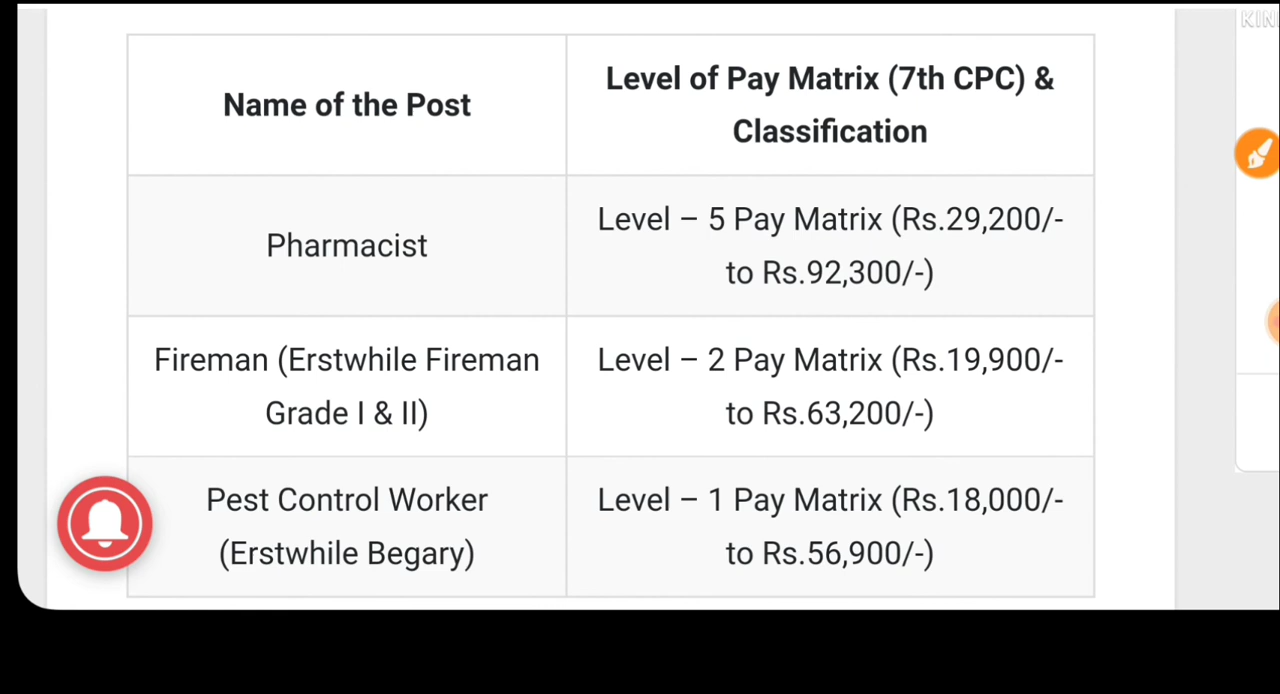 KIN
Name of the Post
Level of Pay Matrix (7th CPC) &
Classification
Pharmacist
Level – 5 Pay Matrix (Rs.29,200/-
to Rs.92,300/-)
Fireman (Erstwhile Fireman
Grade I & II)
Level – 2 Pay Matrix (Rs.19,900/-
to Rs.63,200/-)
Pest Control Worker
(Erstwhile Begary)
Level – 1 Pay Matrix (Rs.18,000/-
to Rs.56,900/-)